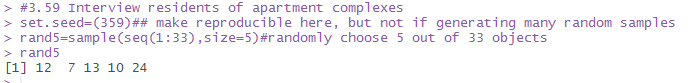 > #3.59 Interview residents of apartment complexes
> set.seed=(359)## make reproducible here, but not if generating many random samples
> rand5=sample(seq(1:33),size=5)#randomly choose 5 out of 33 objects
> rand5
[1] 12  7 13 10 24
>